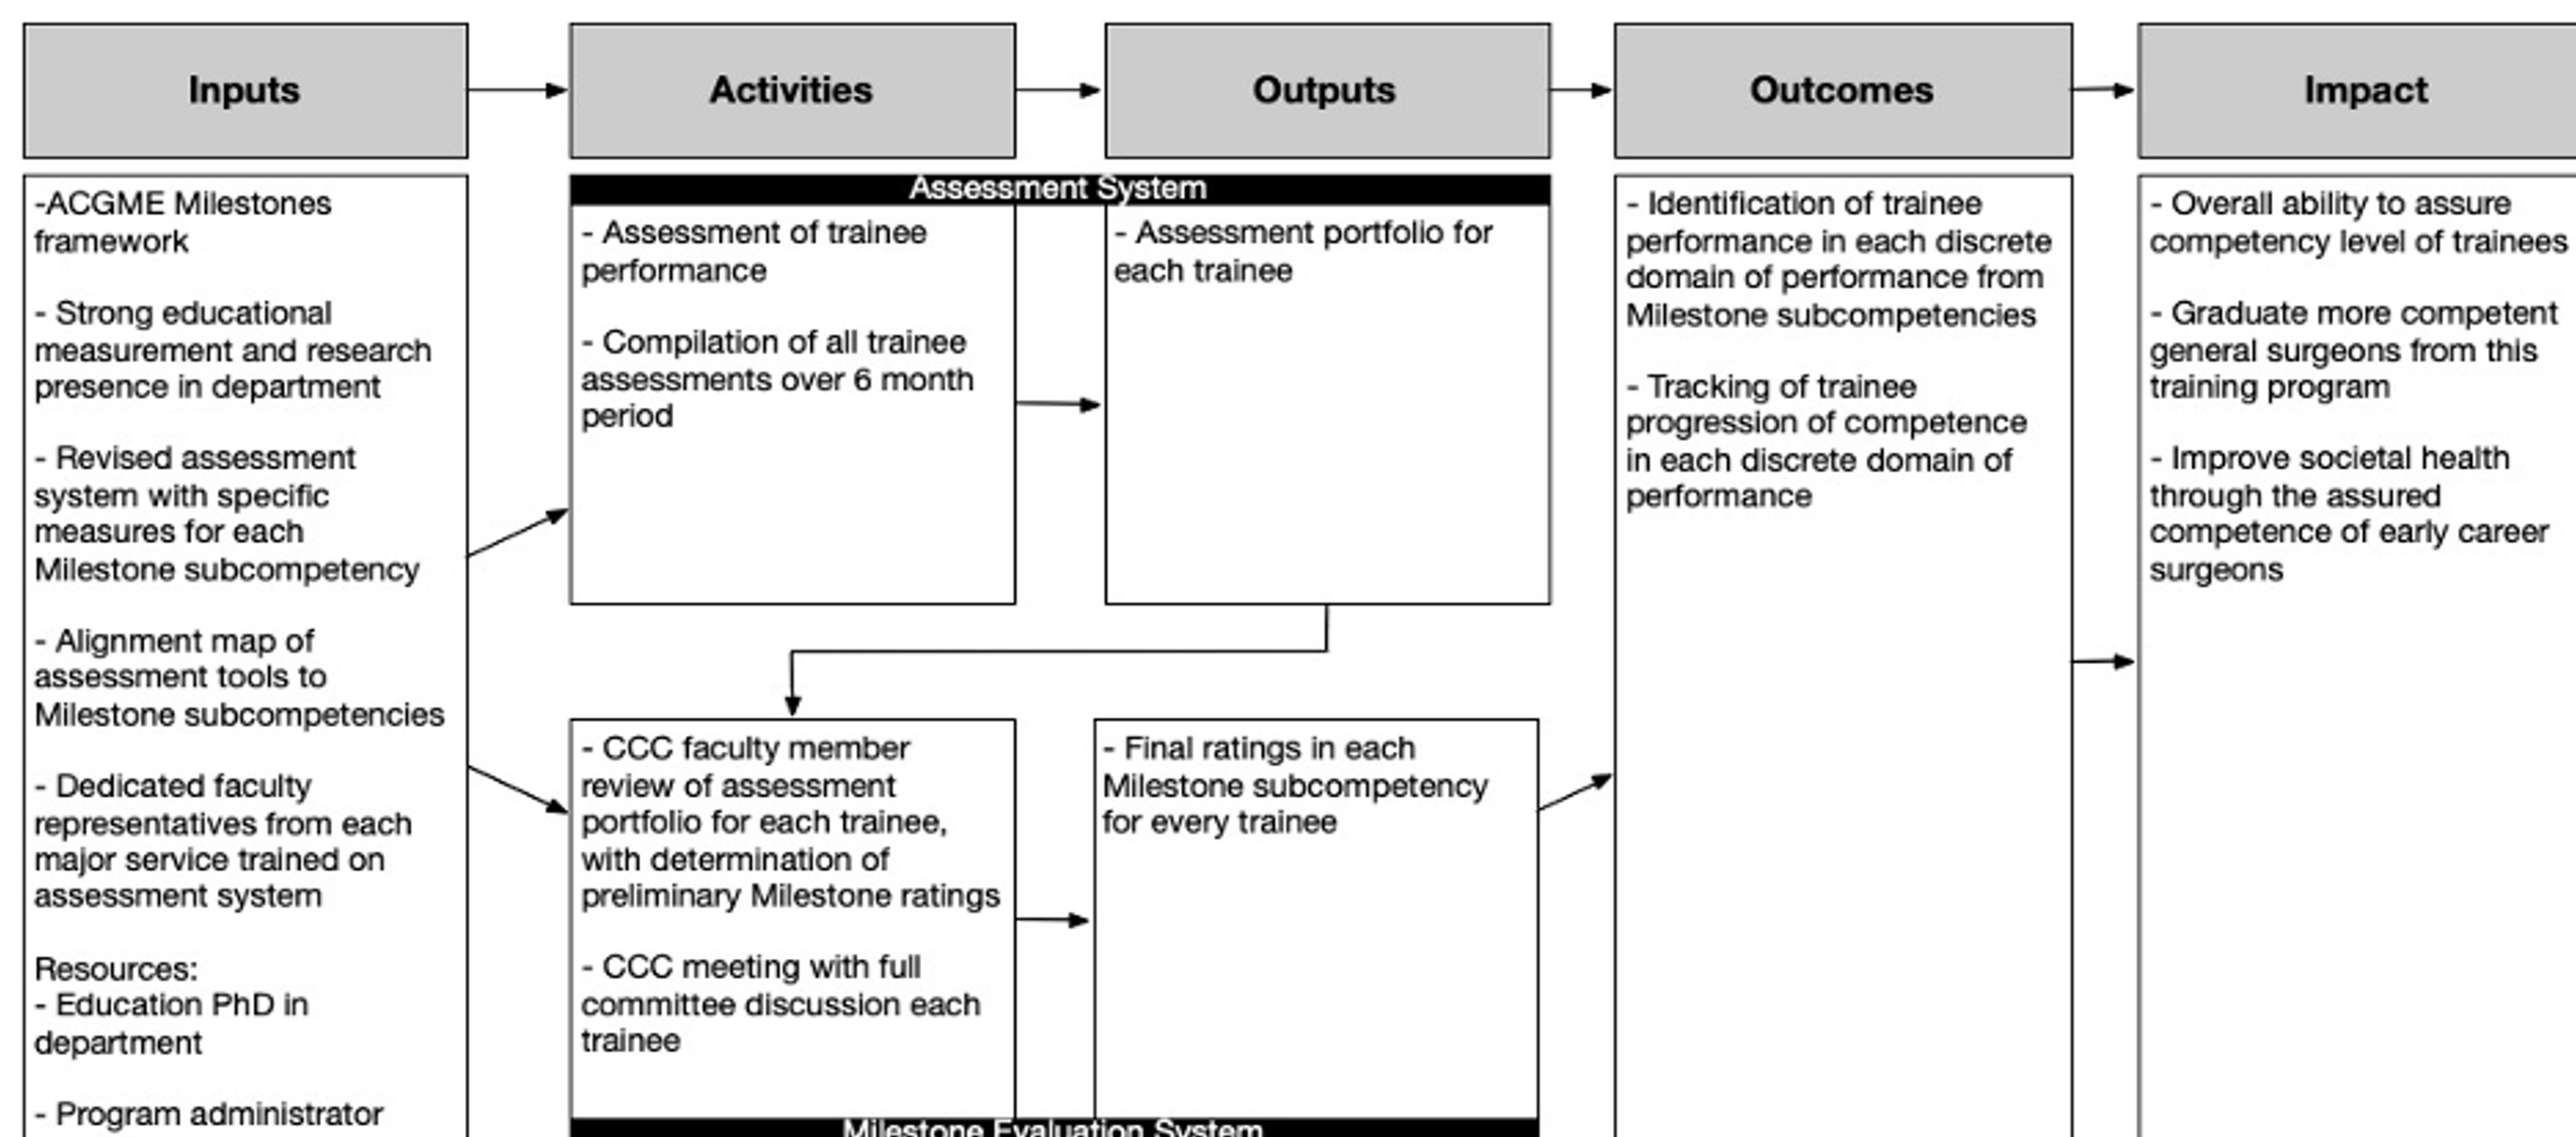 Inputs
Activities
Outputs
Outcomes
Impact
-ACGME Milestones
framework
- Strong educational
measurement and research
presence in department
- Revised assessment
system with specific
measures for each
Milestone subcompetency
- Alignment map of
assessment tools to
Milestone subcompetencies
- Dedicated faculty
representatives from each
major service trained on
assessment system
Resources:
- Education PhD in
department
- Program administrator
Assessment System
- Assessment of trainee
performance
- Compilation of all trainee
assessments over 6 month
period
- Assessment portfolio for
each trainee
- CCC faculty member
review of assessment
portfolio for each trainee,
with determination of
preliminary Milestone ratings
- CCC meeting with full
committee discussion each
trainee
- Final ratings in each
Milestone subcompetency
for every trainee
Milestone Evaluation System
- Identification of trainee
performance in each discrete
domain of performance from
Milestone subcompetencies
- Tracking of trainee
progression of competence
in each discrete domain of
performance
- Overall ability to assure
competency level of trainees
- Graduate more competent
general surgeons from this
training program
- Improve societal health
through the assured
competence of early career
surgeons